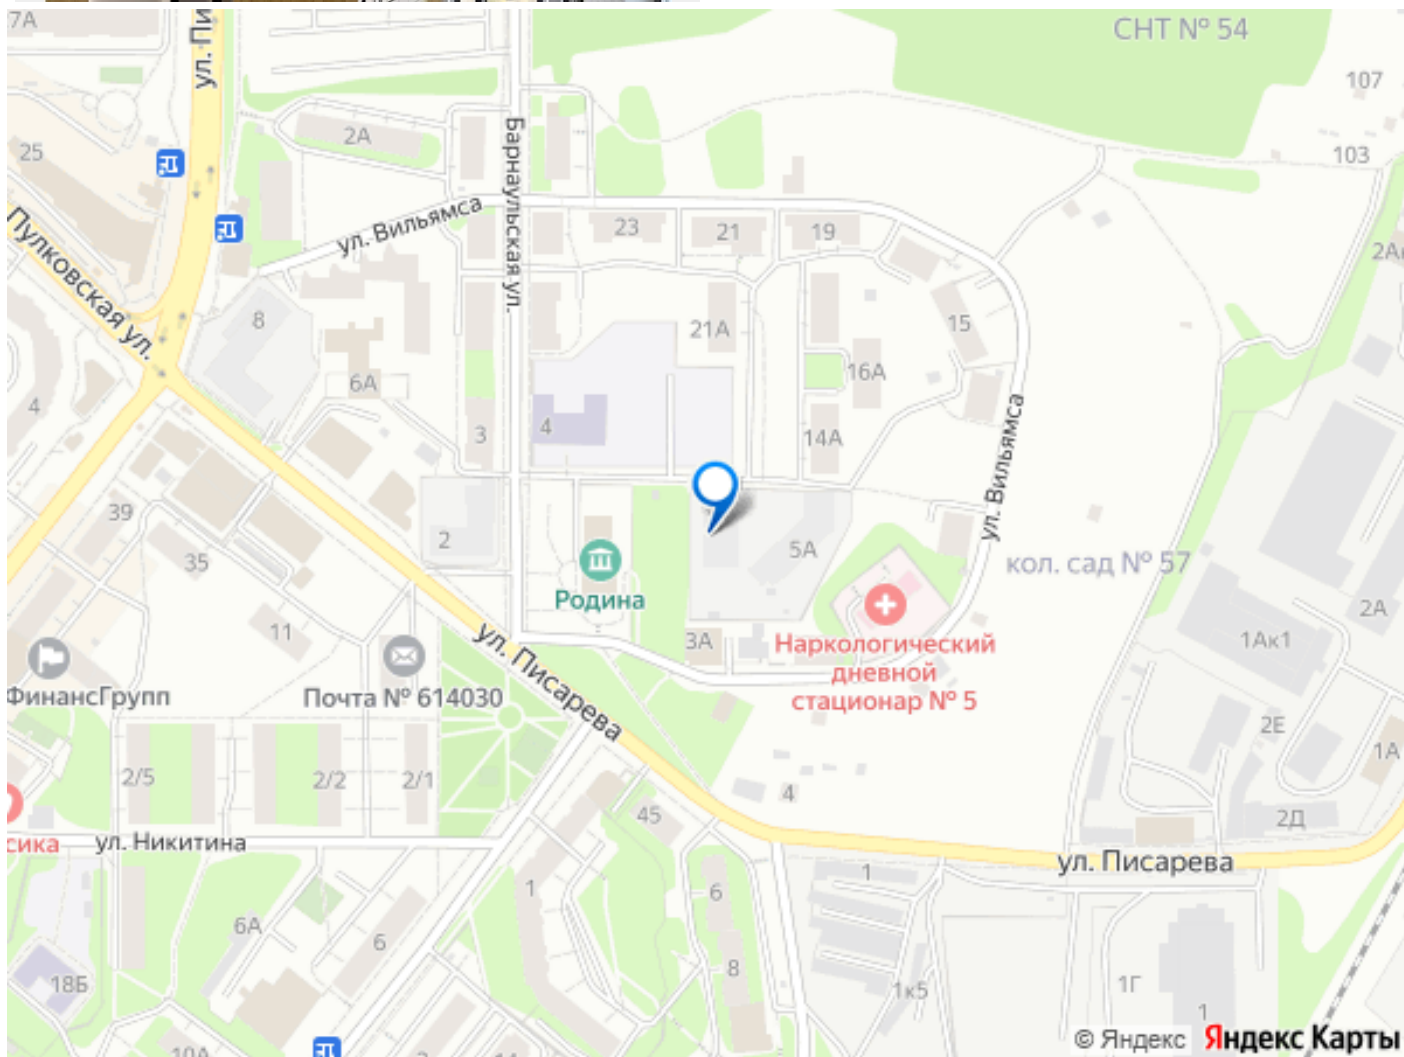 СНТ № 54
7А
ул. Пи
107
103
2А
25
Барнаульская ул.
ул. Вильямса
23
21
19
Пулковская ул.
8
21А
15
16А
6А
4
4
3
14А
ул. Вильямса
39
2
35
5А
кол. сад № 57
Родина
2А
11
3А
Наркологический
дневной
стационар № 5
1Ак1
ул. Писарева
ФинансГрупп
Почта № 614030
2Е
1А
2/5
2/2
2/1
4
45
2Д
сика
ул. Никитина
ул. Писарева
1
1
6
6А
6
8
18Б
1к5
1Г
1
10А
© Яндекс Яндекс Карты